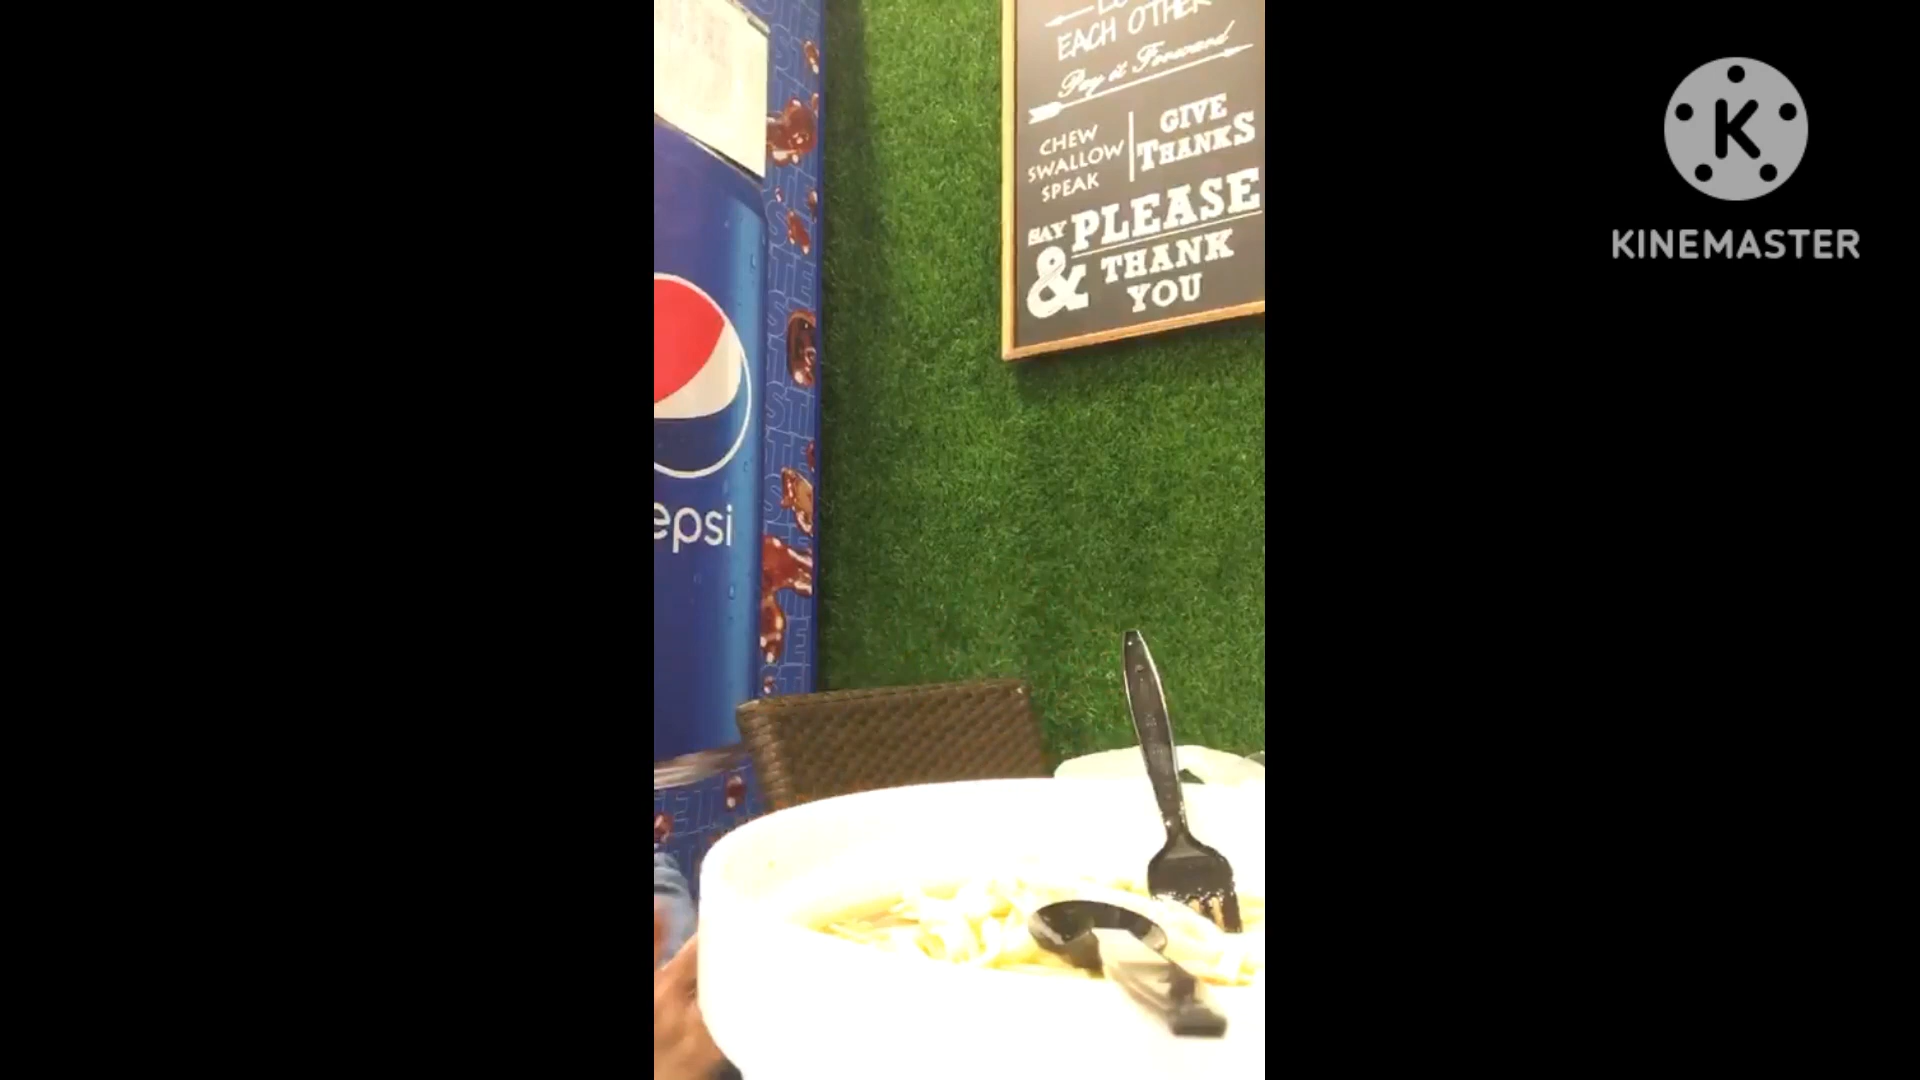 EACH OTHER
Pay it Forward
CHEW
SWALLOW
SPEAK
GIVE
THANKS
SAY PLEASE
& THANK
YOU
epsi
KINEMASTER